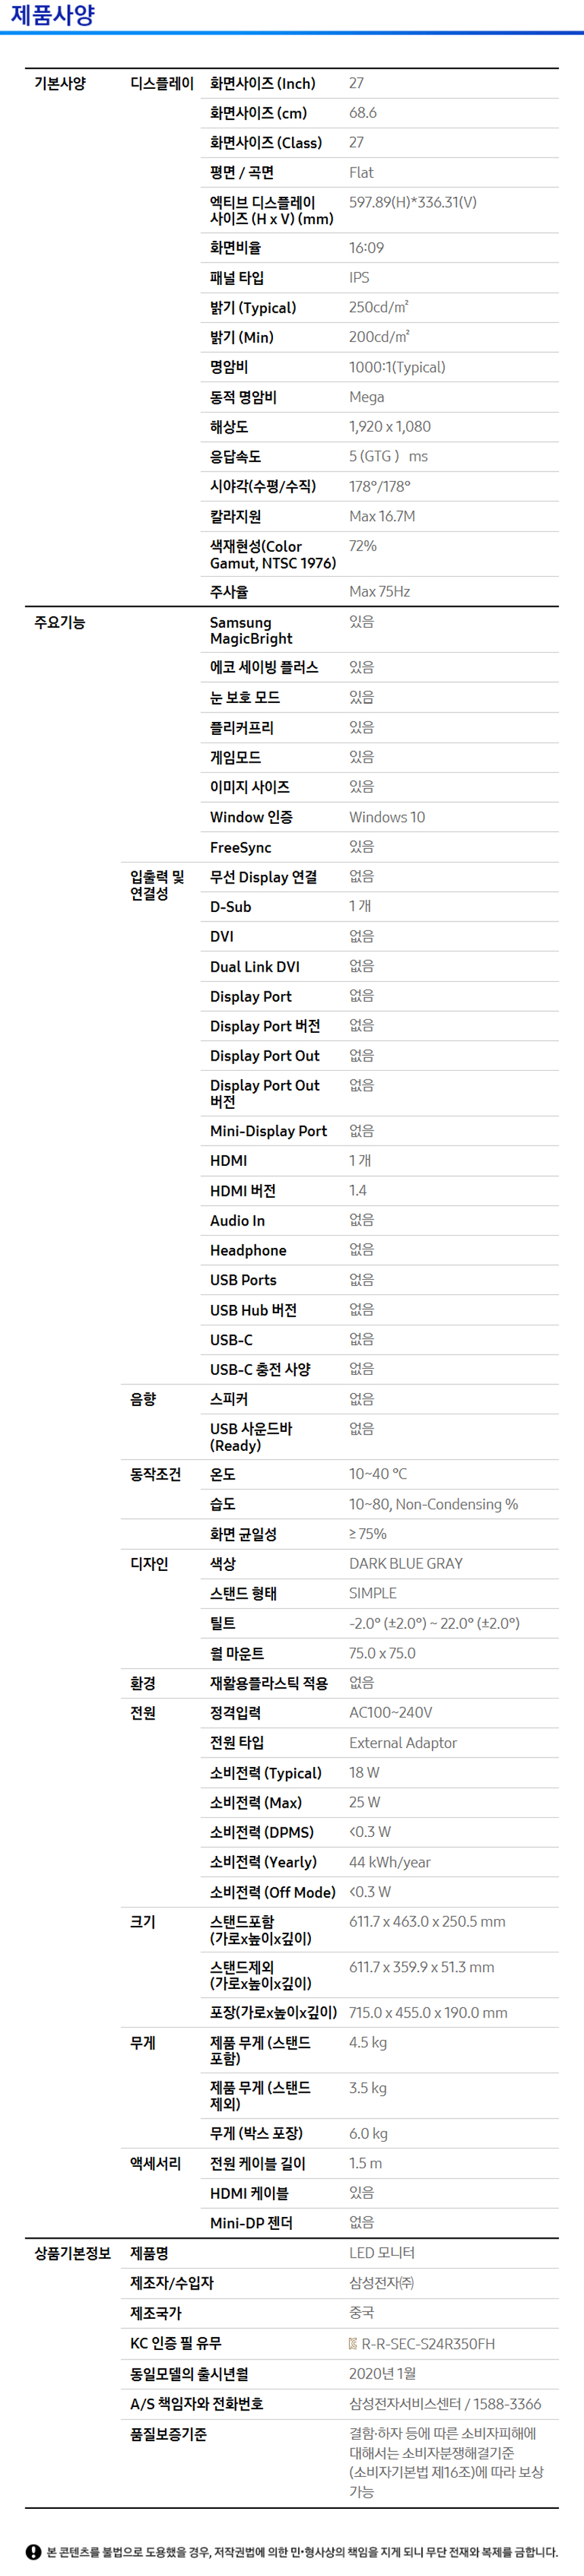 제품사양
기본사양 디스플레이 화면사이즈 (Inch) 27
화면사이즈 (cm) 68.6
화면사이즈 (Class) 27
평면 / 곡면 Flat
엑티브 디스플레이 597.89(H)*336.31(V)
사이즈 (H x V) (mm)
화면비율 16:09
패널 타입 IPS
밝기 (Typical) 250cd/㎡
밝기 (Min) 200cd/㎡
명암비 1000:1(Typical)
동적 명암비 Mega
해상도 1,920 x 1,080
응답속도 5 (GTG ) ms
시야각(수평/수직) 178°/178°
칼라지원 Max 16.7M
색재현성(Color 72%
Gamut, NTSC 1976)
주사율 Max 75Hz
주요기능 Samsung 있음
MagicBright
에코 세이빙 플러스 있음
눈 보호 모드 있음
플리커프리 있음
게임모드 있음
이미지 사이즈 있음
Window 인증 Windows 10
FreeSync 있음
입출력 및 무선 Display 연결 없음
연결성
D-Sub 1 개
DVI 없음
Dual Link DVI 없음
Display Port 없음
Display Port 버전 없음
Display Port Out 없음
Display Port Out 없음
버전
Mini-Display Port 없음
HDMI 1 개
HDMI 버전 1.4
Audio In 없음
Headphone 없음
USB Ports 없음
USB Hub 버전 없음
USB-C 없음
USB-C 충전 사양 없음
음향 스피커 없음
USB 사운드바 없음
(Ready)
동작조건 온도 10~40 ℃
습도 10~80, Non-Condensing %
화면 균일성 ≥ 75%
디자인 색상 DARK BLUE GRAY
스탠드 형태 SIMPLE
틸트 -2.0° (±2.0°) ~ 22.0° (±2.0°)
월 마운트 75.0 x 75.0
환경 재활용플라스틱 적용 없음
전원 정격입력 AC100~240V
전원 타입 External Adaptor
소비전력 (Typical) 18 W
소비전력 (Max) 25 W
소비전력 (DPMS) <0.3 W
소비전력 (Yearly) 44 kWh/year
소비전력 (Off Mode) <0.3 W
크기 스탠드포함 611.7 x 463.0 x 250.5 mm
(가로x높이x깊이)
스탠드제외 611.7 x 359.9 x 51.3 mm
(가로x높이x깊이)
포장(가로x높이x깊이) 715.0 x 455.0 x 190.0 mm
무게 제품 무게 (스탠드 4.5 kg
포함)
제품 무게 (스탠드 3.5 kg
제외)
무게 (박스 포장) 6.0 kg
액세서리 전원 케이블 길이 1.5 m
HDMI 케이블 있음
Mini-DP 젠더 없음
상품기본정보 제품명 LED 모니터
제조자/수입자 삼성전자㈜
제조국가 중국
KC 인증 필 유무 R-R-SEC-S24R350FH
동일모델의 출시년월 2020년 1월
A/S 책임자와 전화번호 삼성전자서비스센터 / 1588-3366
품질보증기준 결함·하자 등에 따른 소비자피해에
대해서는 소비자분쟁해결기준
(소비자기본법 제16조)에 따라 보상
가능
본 콘텐츠를 불법으로 도용했을 경우, 저작권법에 의한 민•형사상의 책임을 지게 되니 무단 전재와 복제를 금합니다.